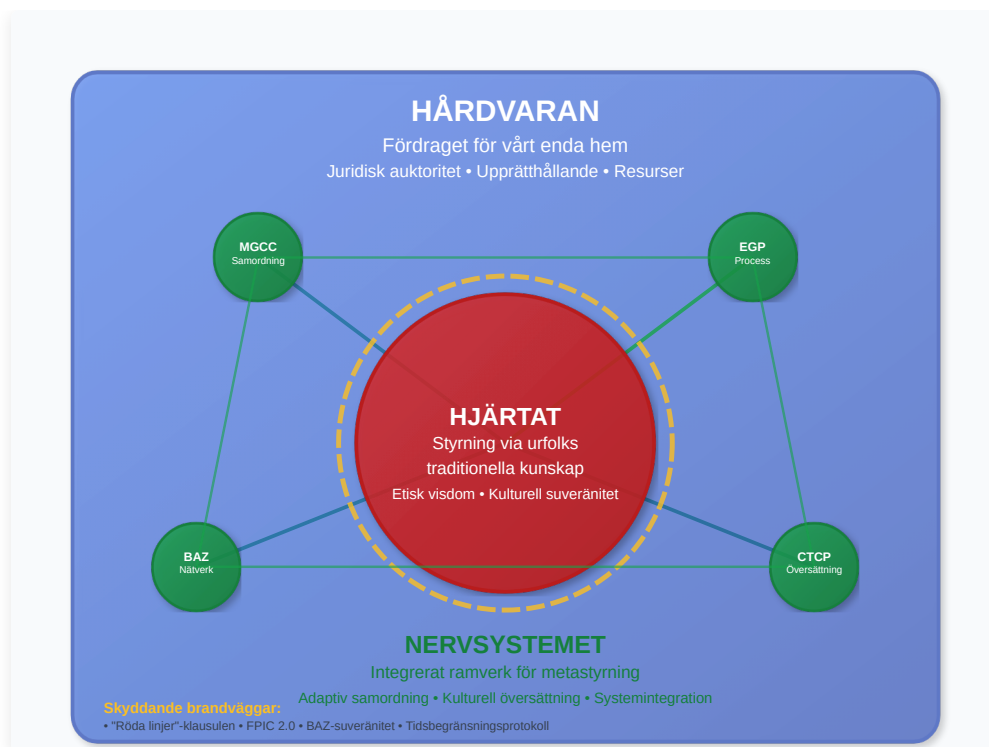 HÅRDVARAN
Fördraget för vårt enda hem
Juridisk auktoritet • Upprätthållande • Resurser
MGCC
Samordning
EGP
Process
HJÄRTAT
Styrning via urfolks
traditionella kunskap
Etisk visdom • Kulturell suveränitet
BAZ
Nätverk
CTCP
Översättning
NERVSYSTEMET
Integrerat ramverk för metastyrning
Adaptiv samordning • Kulturell översättning • Systemintegration
Skyddande brandväggar:
• "Röda linjer"-klausulen • FPIC 2.0 • BAZ-suveränitet • Tidsbegränsningsprotokoll